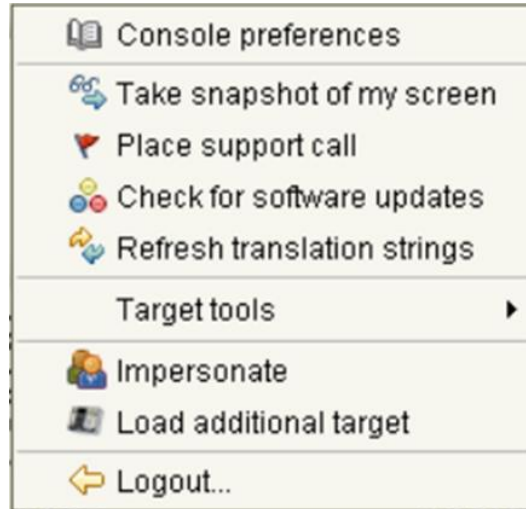 Console preferences
Take snapshot of my screen
Place support call
Check for software updates
Refresh translation strings
Target tools
Impersonate
Load additional target
Logout...